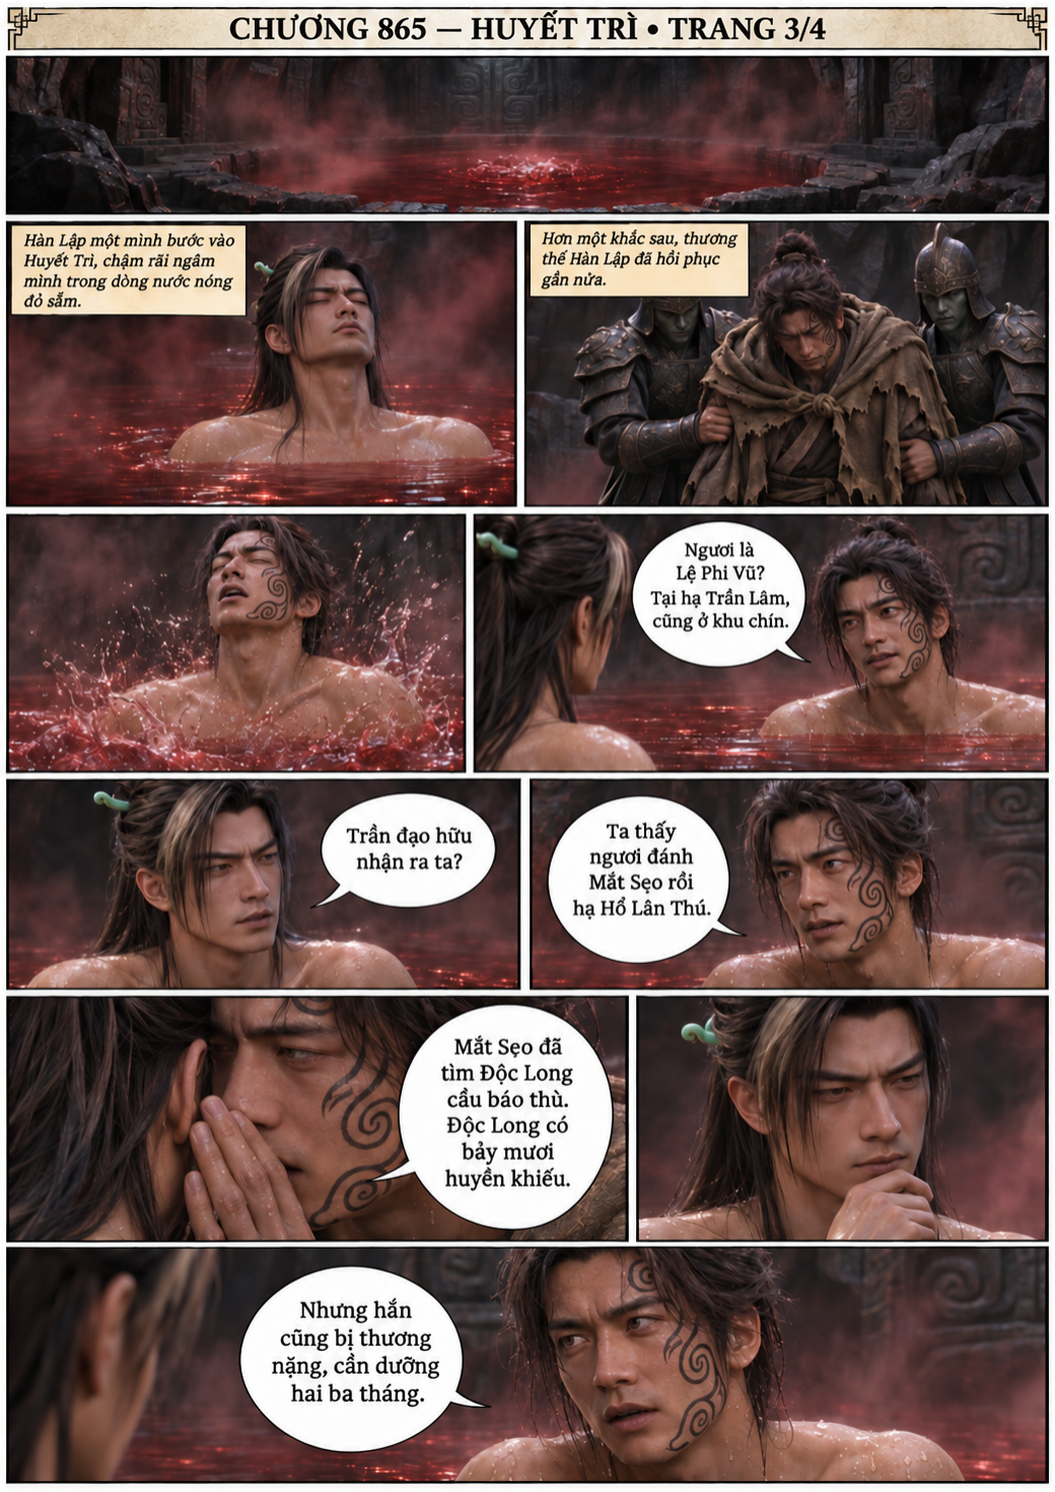 CHƯƠNG 865 — HUYẾT TRÌ • TRANG 3/4
Hàn Lập một mình bước vào
Huyết Trì, chậm rãi ngâm
mình trong dòng nước nóng
đỏ sẫm.
Hơn một khắc sau, thương
thế Hàn Lập đã hồi phục
gần nửa.
Ngươi là
Lệ Phi Vũ?
Tại hạ Trần Lâm,
cũng ở khu chín.
Trần đạo hữu
nhận ra ta?
Ta thấy
ngươi đánh
Mắt Sẹo rồi
hạ Hổ Lân Thú.
Mắt Sẹo đã
tìm Độc Long
cầu báo thù.
Độc Long có
bảy mươi
huyền khiếu.
Nhưng hắn
cũng bị thương
nặng, cần dưỡng
hai ba tháng.